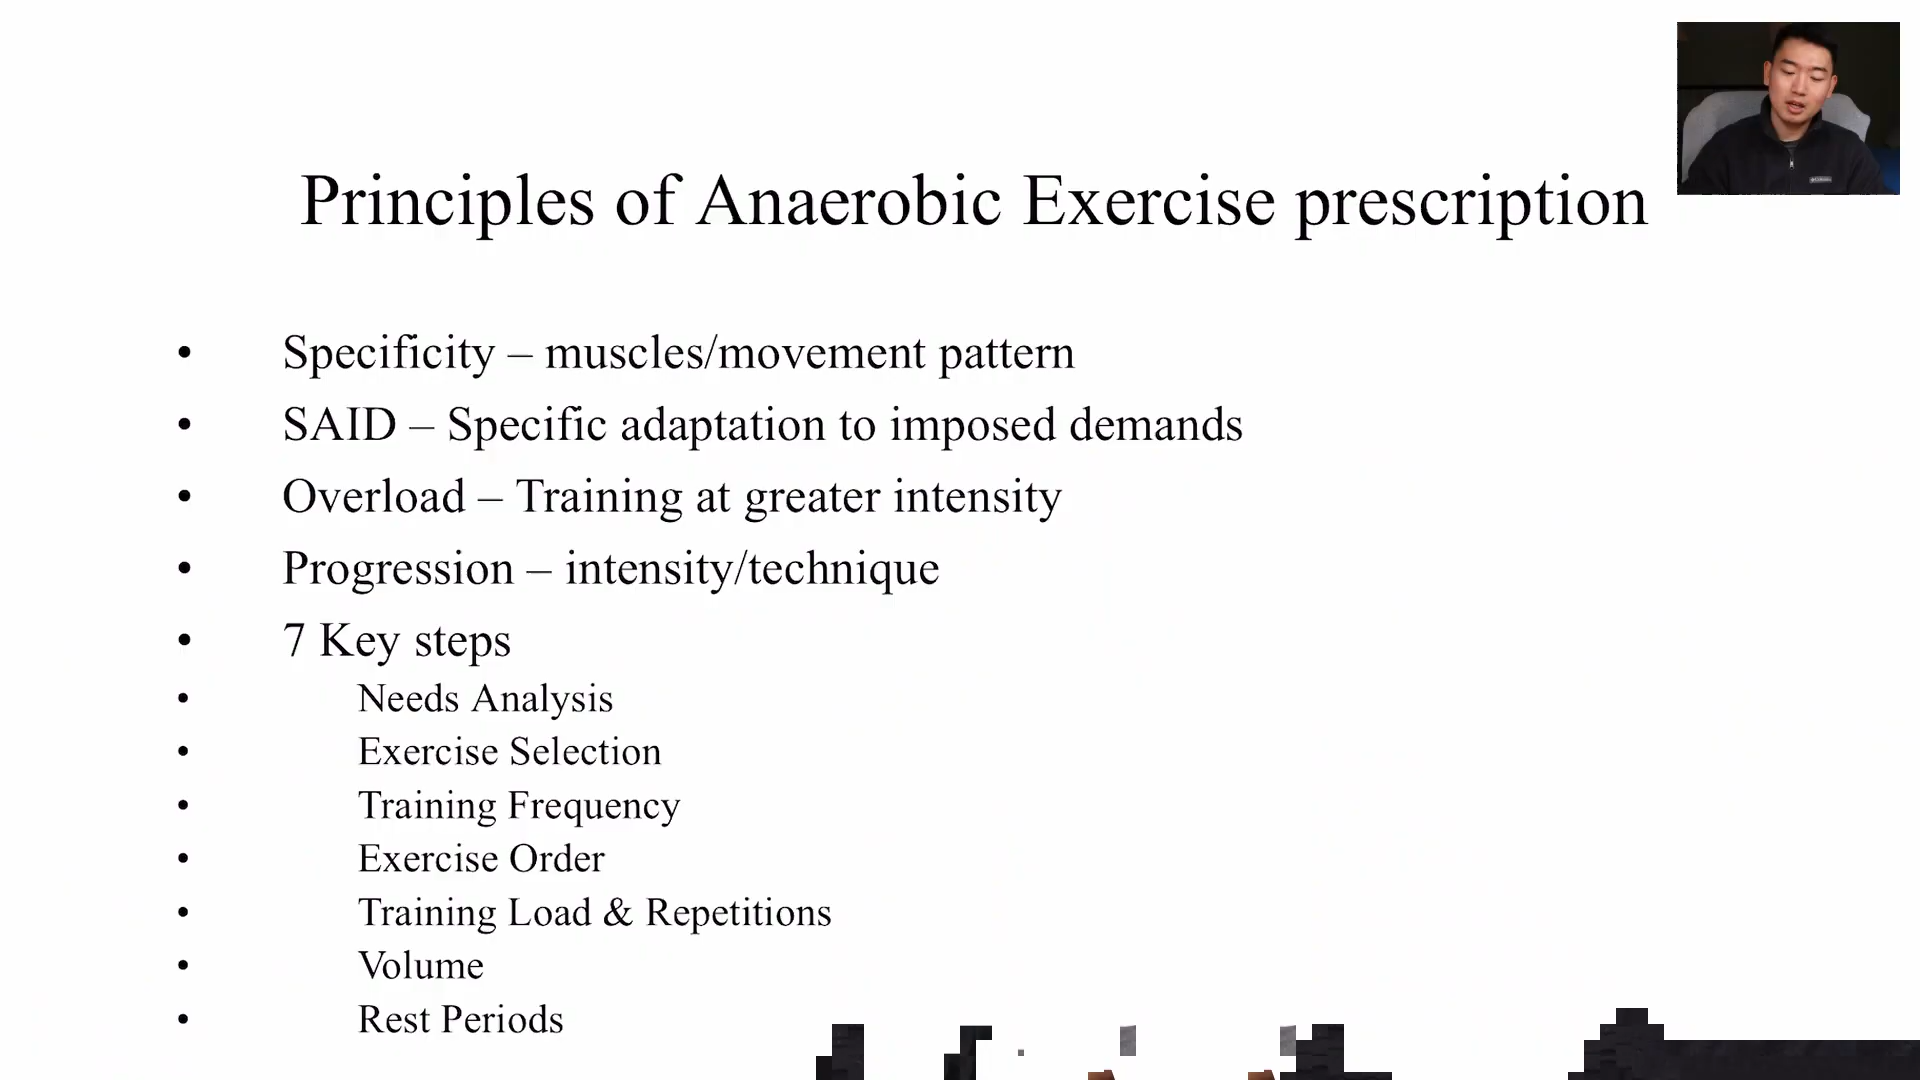 Principles of Anaerobic Exercise prescription
• Specificity – muscles/movement pattern
• SAID – Specific adaptation to imposed demands
• Overload – Training at greater intensity
• Progression – intensity/technique
• 7 Key steps
• Needs Analysis
• Exercise Selection
• Training Frequency
• Exercise Order
• Training Load & Repetitions
• Volume
• Rest Periods